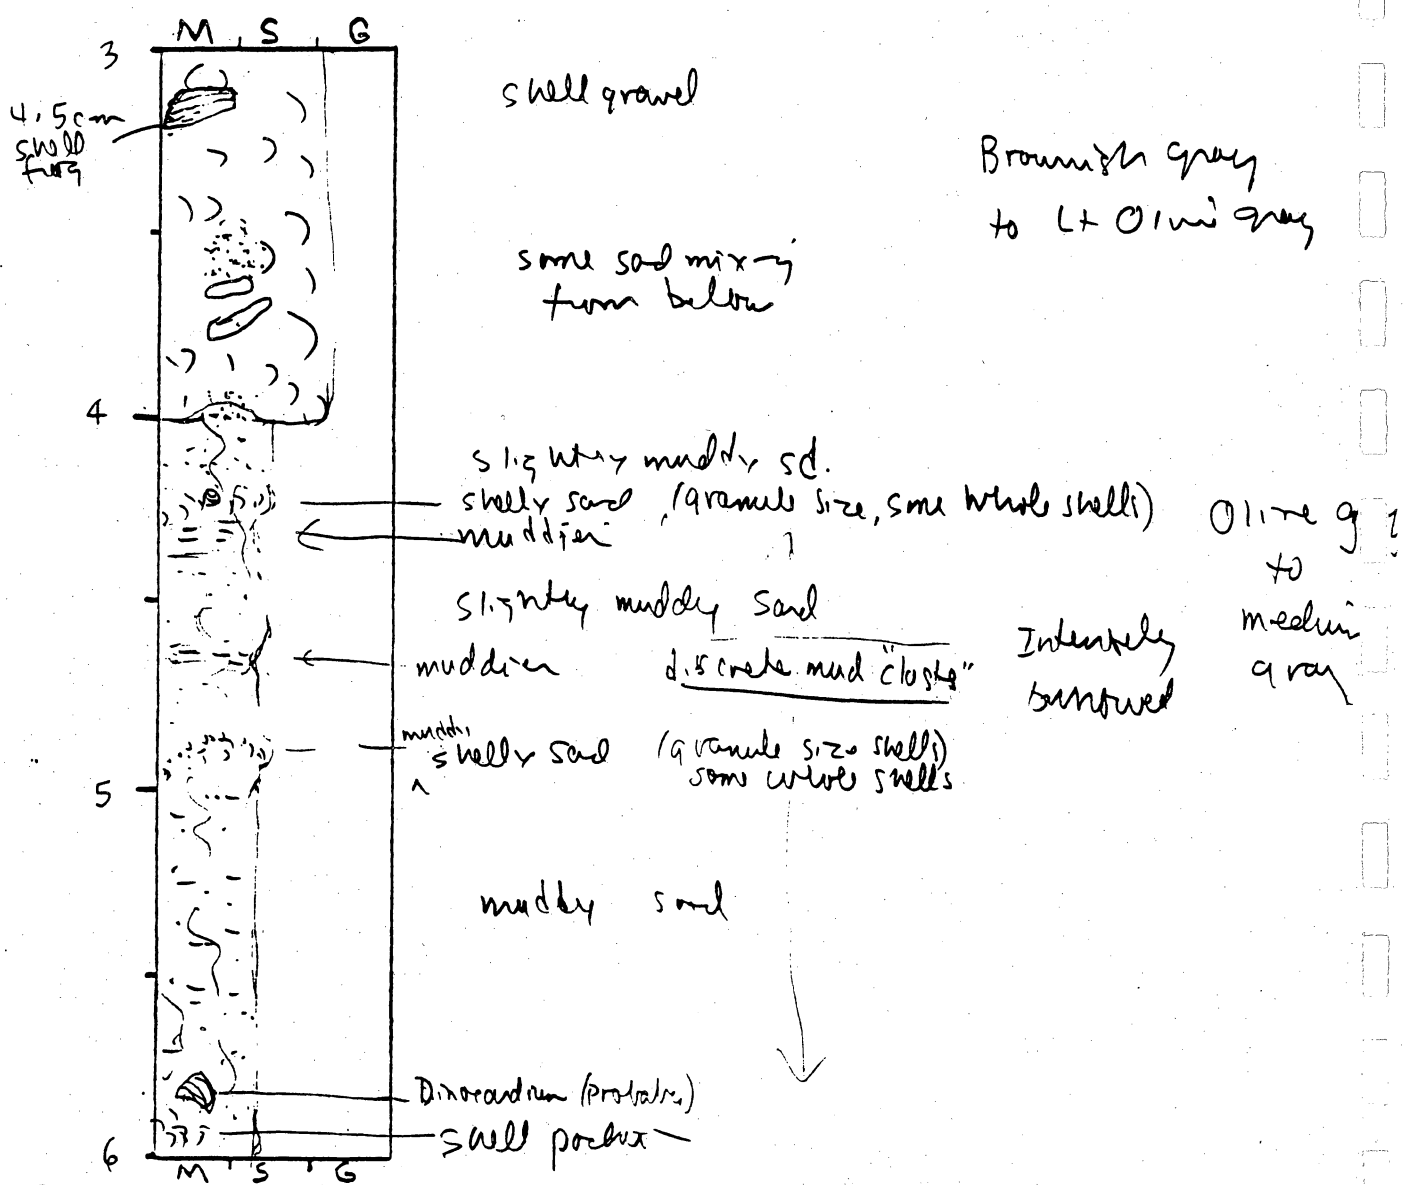 M S G
3
4.5cm
shell
frag
shell gravel
Brownish gray
to Lt Olive gray
some sad mixing
from below
4
slightly muddy sd.
shelly sand (granule size, some whole shells)
muddier
Olive
to
medium
gray
slightly muddy sand
muddier
discrete mud "clasts"
Intensely
burrowed
muddy
shelly sand (granule size shells)
some whole shells
5
muddy sand
Dinocardium (probable)
shell pocket
6
M S G